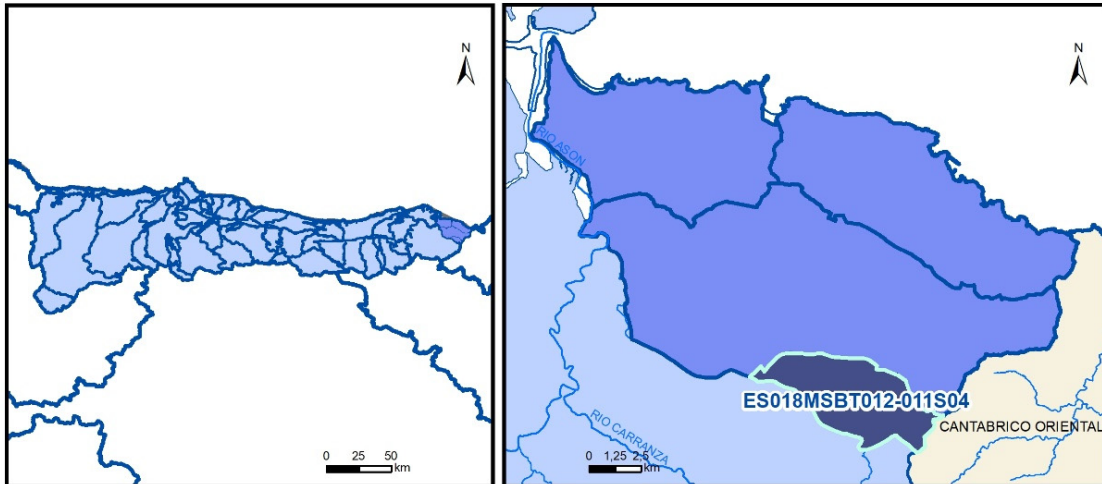 N
0 25 50
km
N
RIO ASON
ES018MSBT012-011S04
CANTABRICO ORIENTAL
RIO CARRANZA
0 1,25 2,5
km